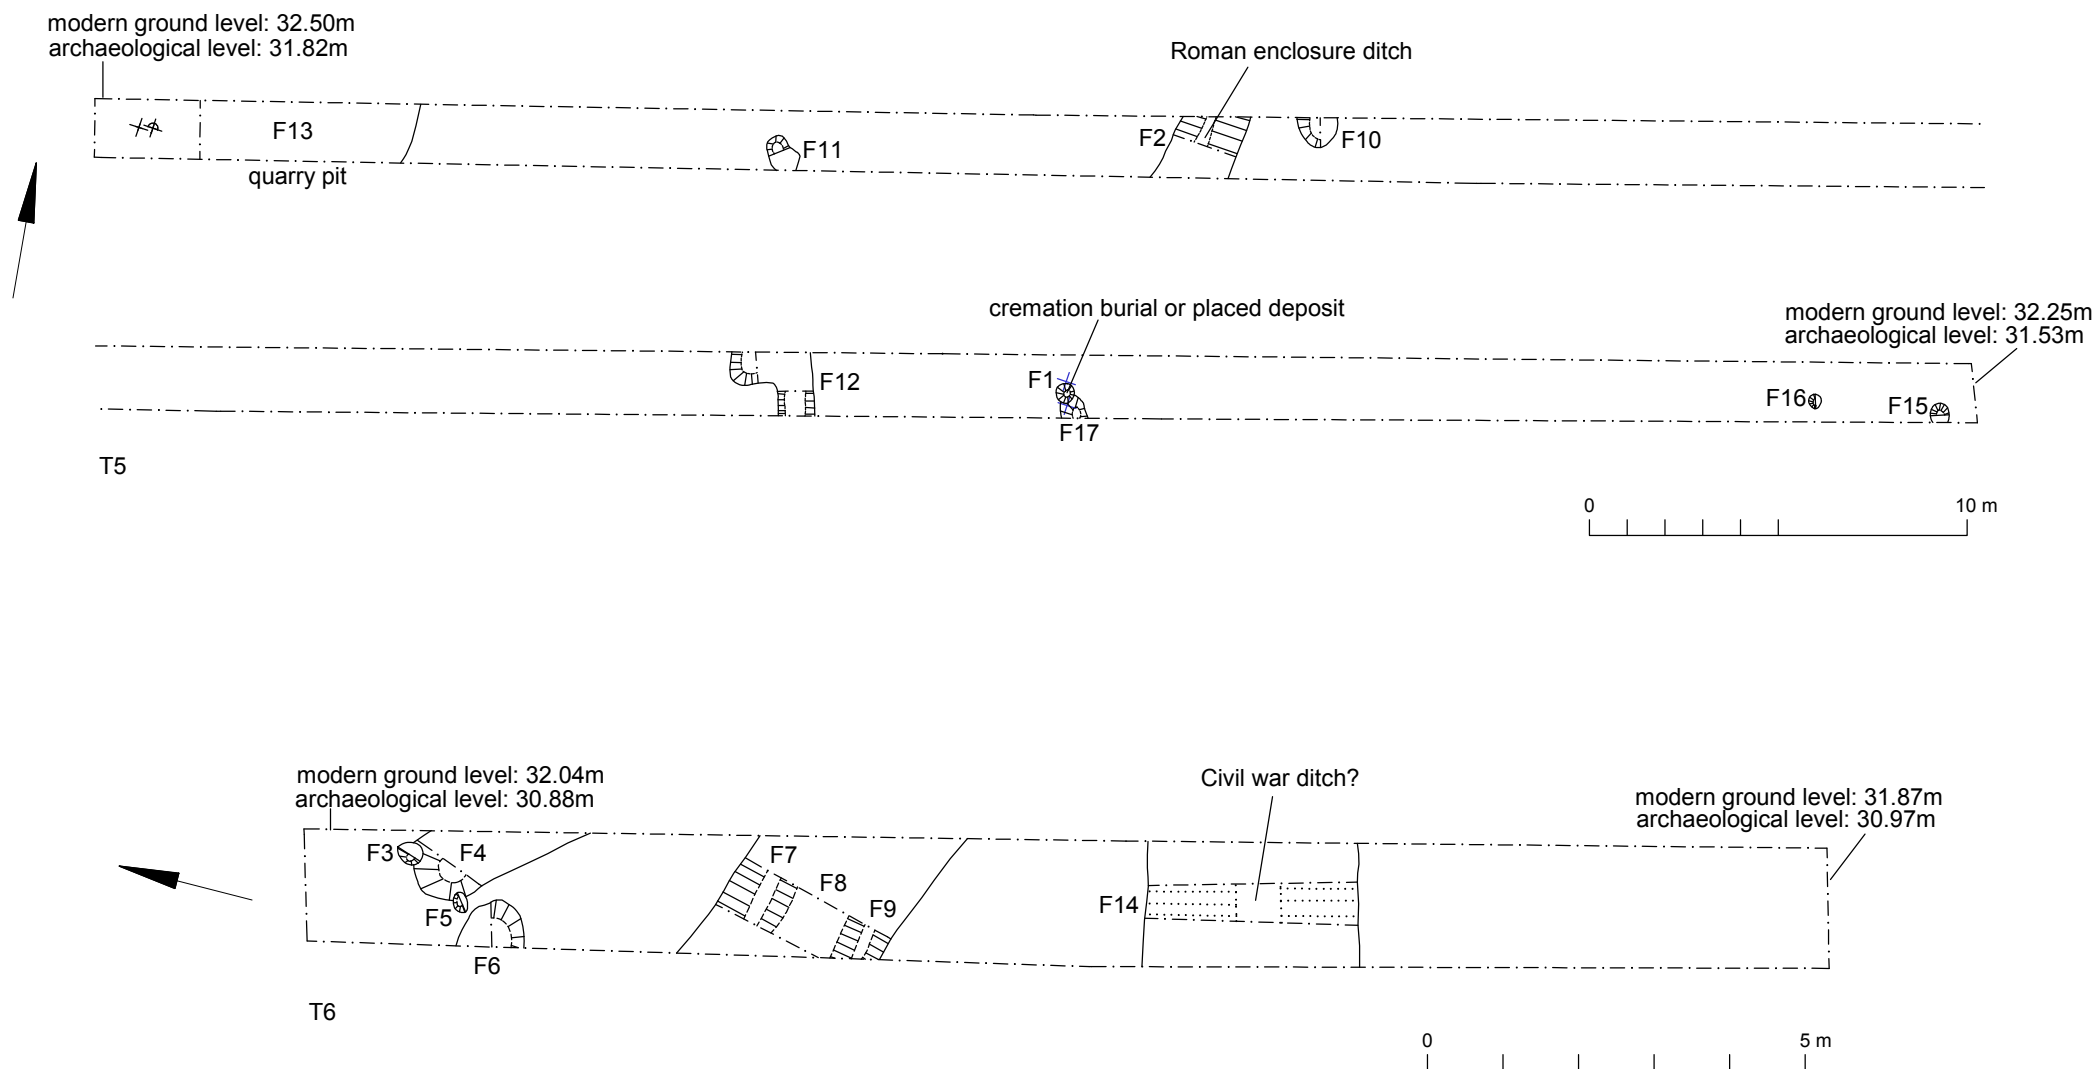 modern ground level: 32.50m
archaeological level: 31.82m
Roman enclosure ditch
F13
F11
F2
F10
quarry pit
cremation burial or placed deposit
modern ground level: 32.25m
archaeological level: 31.53m
F12
F1
F17
F16
F15
T5
0
10 m
modern ground level: 32.04m
archaeological level: 30.88m
Civil war ditch?
modern ground level: 31.87m
archaeological level: 30.97m
F3
F4
F5
F6
F7
F8
F9
F14
T6
0
5 m